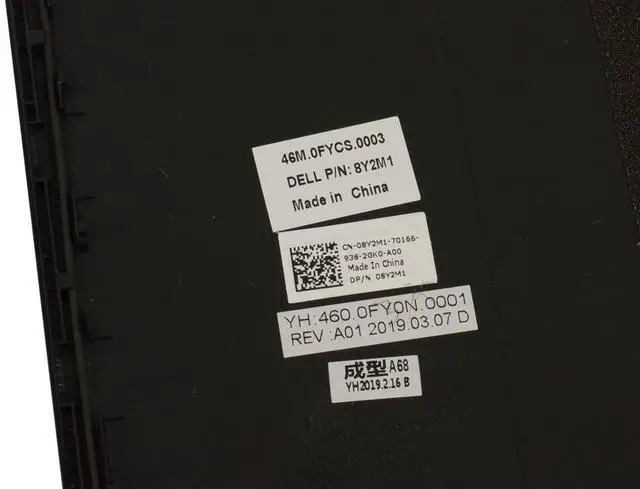 46M.0FYCS.0003
DELL P/N: 8Y2M1
Made in China
CN-08Y2M1-70166-
938-20K0-A00
Made In China
DP/N 08Y2M1
YH:460.0FY0N.0001
REV :A01 2019.03.07 D
成型 A68
YH2019.2.16 B